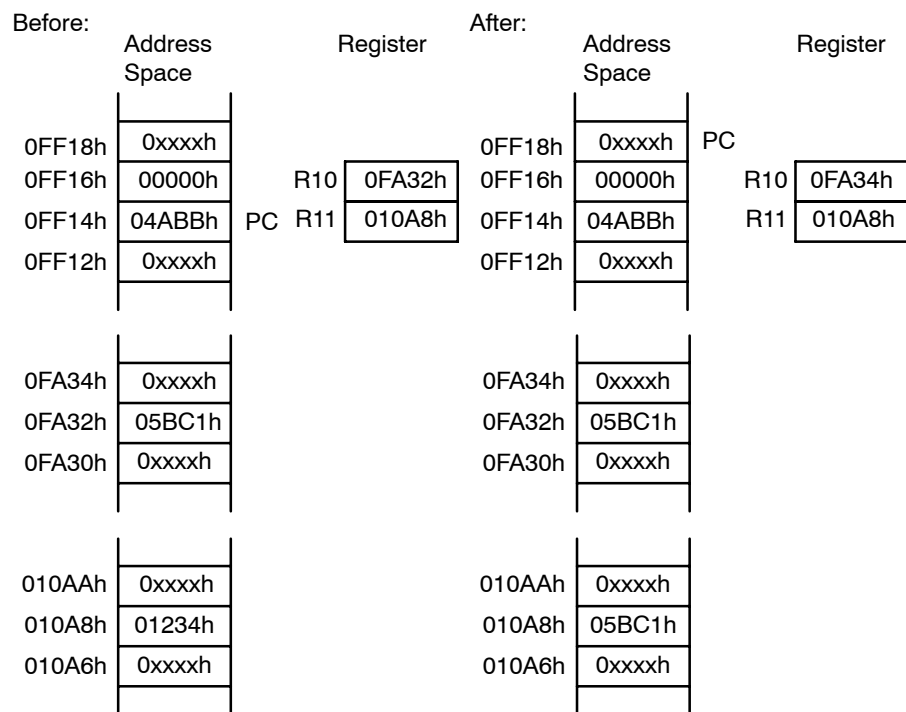 Before:
Address Space
Register
0FF18h 0xxxxh
0FF16h 00000h R10 0FA32h
0FF14h 04ABBh PC R11 010A8h
0FF12h 0xxxxh
0FA34h 0xxxxh
0FA32h 05BC1h
0FA30h 0xxxxh
010AAh 0xxxxh
010A8h 01234h
010A6h 0xxxxh
After:
Address Space
Register
0FF18h 0xxxxh PC
0FF16h 00000h R10 0FA34h
0FF14h 04ABBh R11 010A8h
0FF12h 0xxxxh
0FA34h 0xxxxh
0FA32h 05BC1h
0FA30h 0xxxxh
010AAh 0xxxxh
010A8h 05BC1h
010A6h 0xxxxh